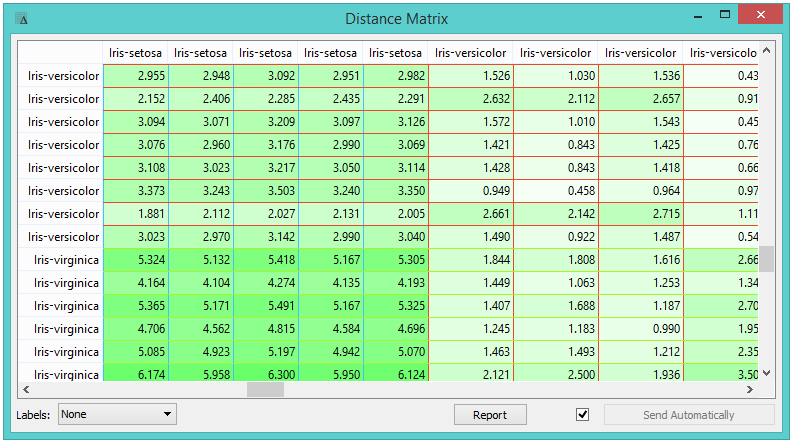 Distance Matrix
Iris-setosa Iris-setosa Iris-setosa Iris-setosa Iris-setosa Iris-versicolor Iris-versicolor Iris-versicolor Iris-versicolo
Iris-versicolor 2.955 2.948 3.092 2.951 2.982 1.526 1.030 1.536 0.43
Iris-versicolor 2.152 2.406 2.285 2.435 2.291 2.632 2.112 2.657 0.91
Iris-versicolor 3.094 3.071 3.209 3.097 3.126 1.572 1.010 1.543 0.45
Iris-versicolor 3.076 2.960 3.176 2.990 3.069 1.421 0.843 1.425 0.76
Iris-versicolor 3.108 3.023 3.217 3.050 3.114 1.428 0.843 1.418 0.66
Iris-versicolor 3.373 3.243 3.503 3.240 3.350 0.949 0.458 0.964 0.97
Iris-versicolor 1.881 2.112 2.027 2.131 2.005 2.661 2.142 2.715 1.11
Iris-versicolor 3.023 2.970 3.142 2.990 3.040 1.490 0.922 1.487 0.54
Iris-virginica 5.324 5.132 5.418 5.167 5.305 1.844 1.808 1.616 2.66
Iris-virginica 4.164 4.104 4.274 4.135 4.193 1.449 1.063 1.253 1.34
Iris-virginica 5.365 5.171 5.491 5.167 5.325 1.407 1.688 1.187 2.70
Iris-virginica 4.706 4.562 4.815 4.584 4.696 1.245 1.183 0.990 1.95
Iris-virginica 5.085 4.923 5.197 4.942 5.070 1.463 1.493 1.212 2.35
Iris-virginica 6.174 5.958 6.300 5.950 6.124 2.121 2.500 1.936 3.50
Labels: None Report Send Automatically